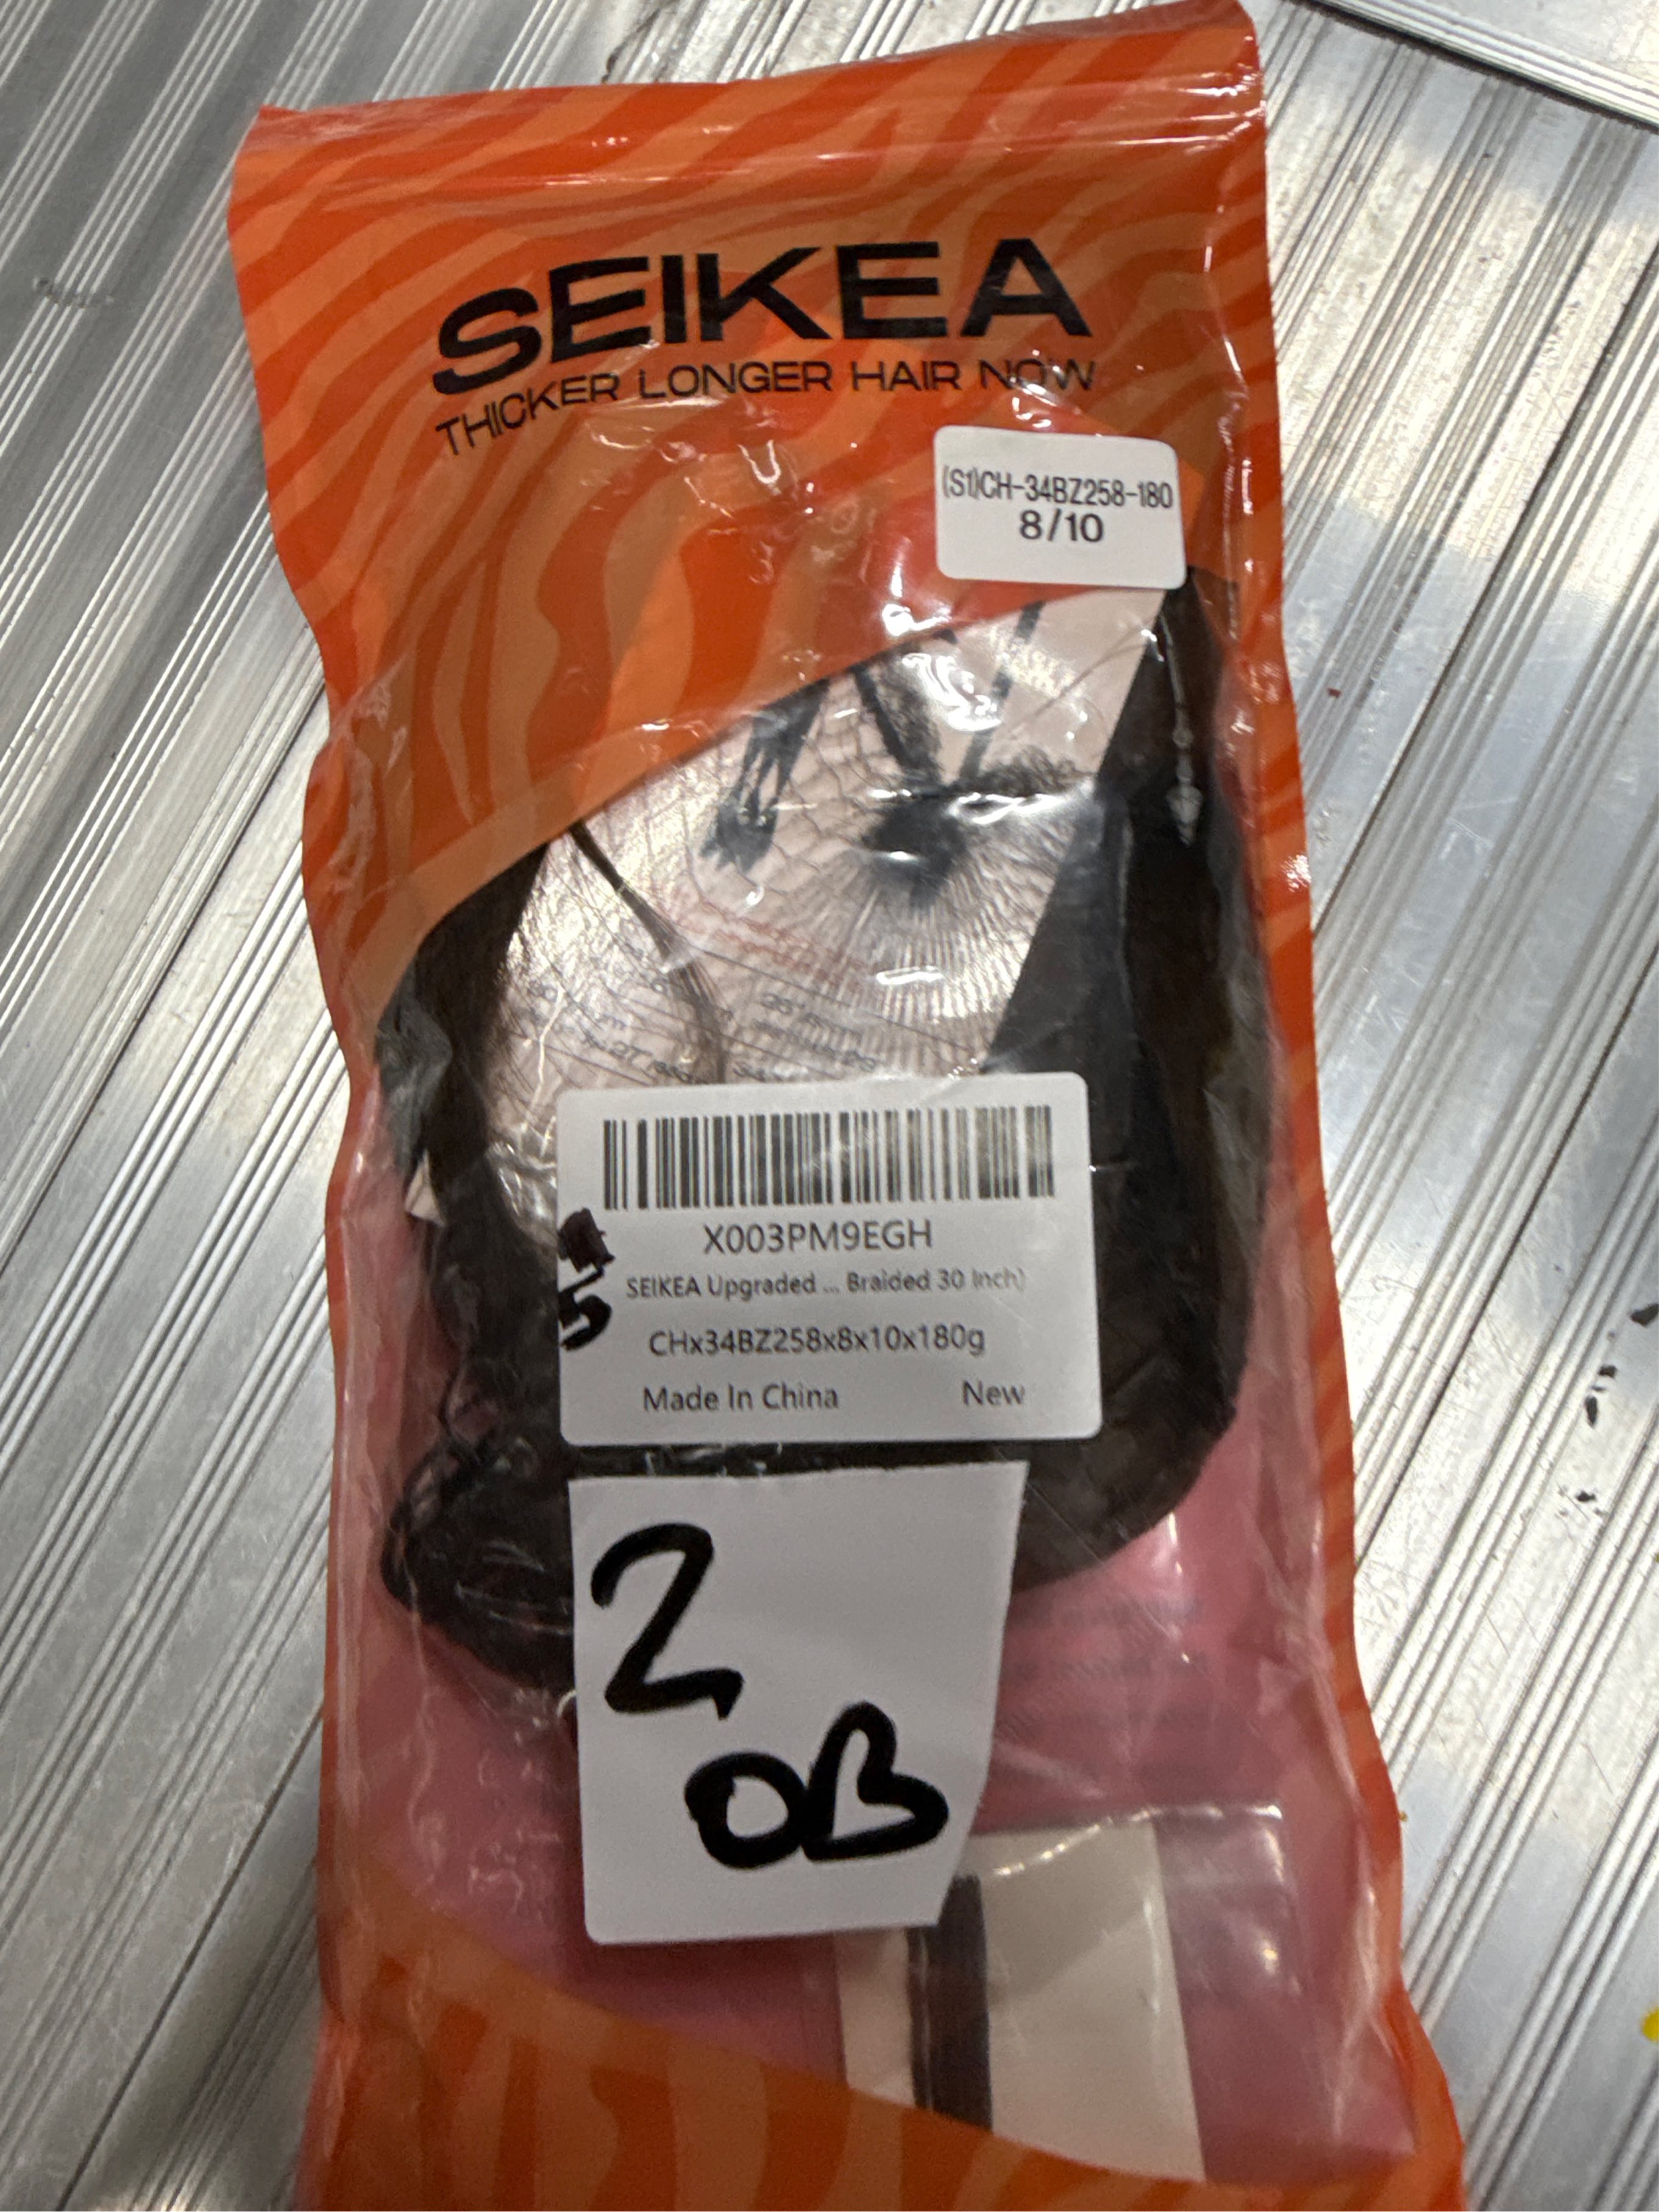 SEIKEA
THICKER LONGER HAIR NOW
(S1)CH-34BZ258-180
8/10
X003PM9EGH
SEIKEA Upgraded ... Braided 30 Inch)
CHx34BZ258x8x10x180g
Made In China New
5
2
OB